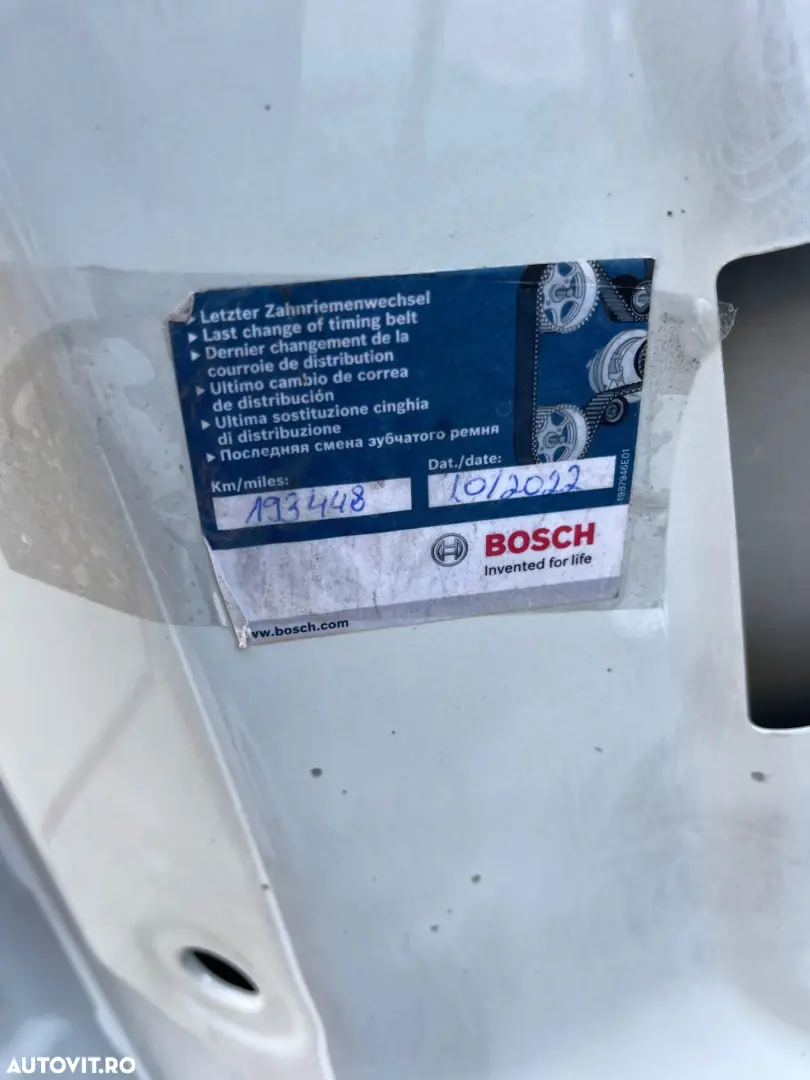 ▸ Letzter Zahnriemenwechsel
▸ Last change of timing belt
▸ Dernier changement de la
courroie de distribution
▸ Ultimo cambio de correa
de distribución
▸ Ultima sostituzione cinghia
di distribuzione
▸ Последняя смена зубчатого ремня
Km/miles:
193448
Dat./date:
10/2022
1987946E01
BOSCH
Invented for life
ww.bosch.com
AUTOVIT.RO